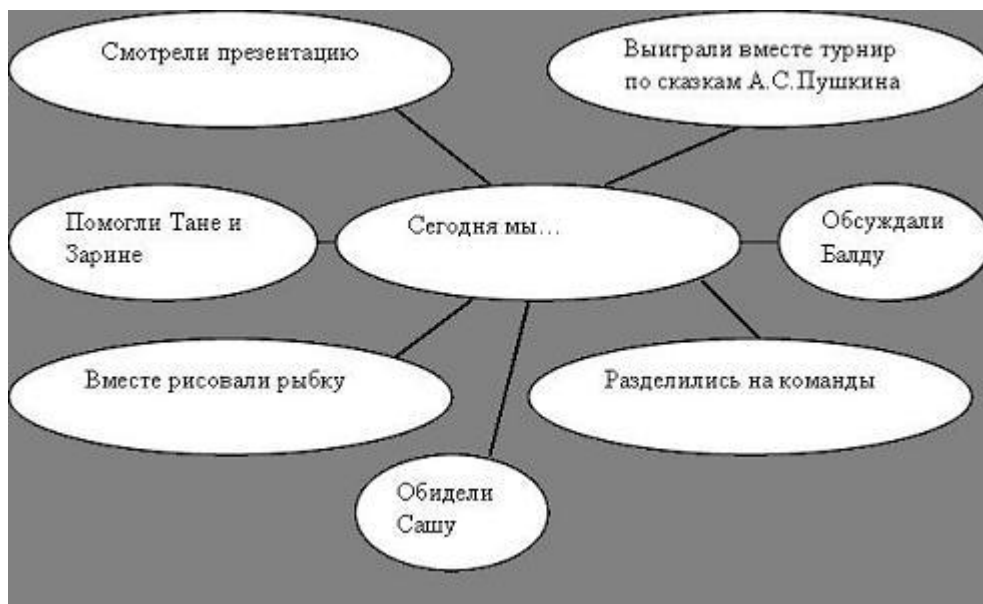 Смотрели презентацию
Выиграли вместе турнир
по сказкам А.С.Пушкина
Помогли Тане и
Зарине
Сегодня мы...
Обсуждали
Балду
Вместе рисовали рыбку
Разделились на команды
Обидели
Сашу